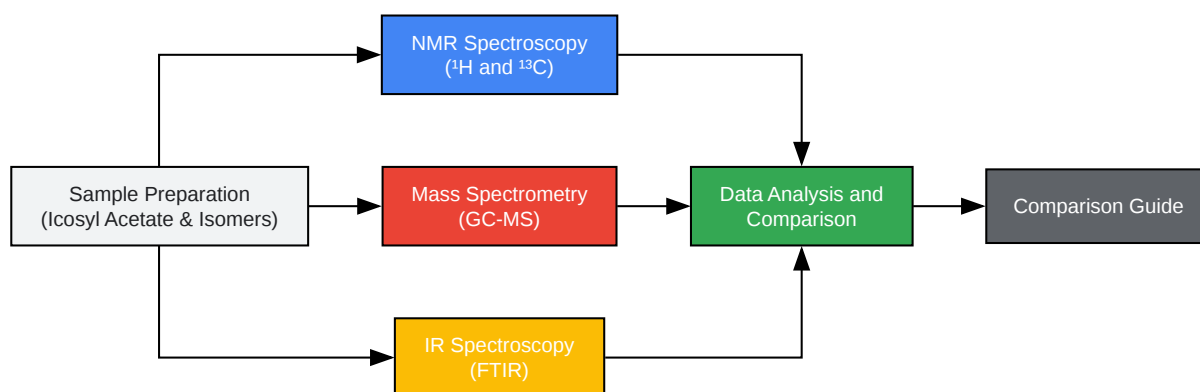 NMR Spectroscopy
(¹H and ¹³C)
Sample Preparation
(Icosyl Acetate & Isomers)
Mass Spectrometry
(GC-MS)
Data Analysis and
Comparison
Comparison Guide
IR Spectroscopy
(FTIR)